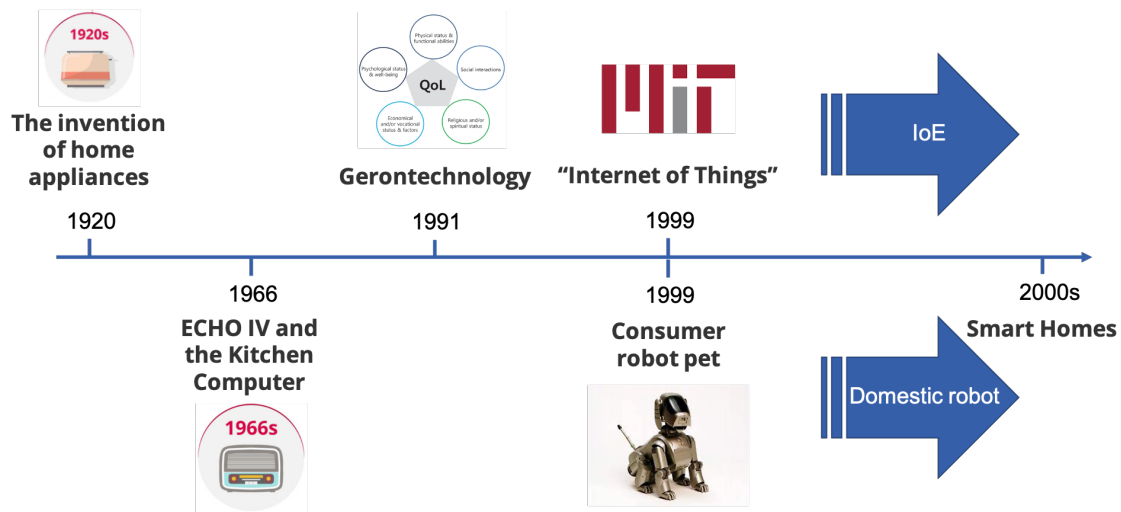 1920s
The invention
of home
appliances
1920
Physical status &
functional abilities
Psychological status
& well-being
Social interactions
QoL
Economical
and/or vocational
status & factors
Religious and/or
spiritual status
Gerontechnology
1991
MIT
“Internet of Things”
1999
IoE
1966
ECHO IV and
the Kitchen
Computer
1966s
1999
Consumer
robot pet
2000s
Smart Homes
Domestic robot